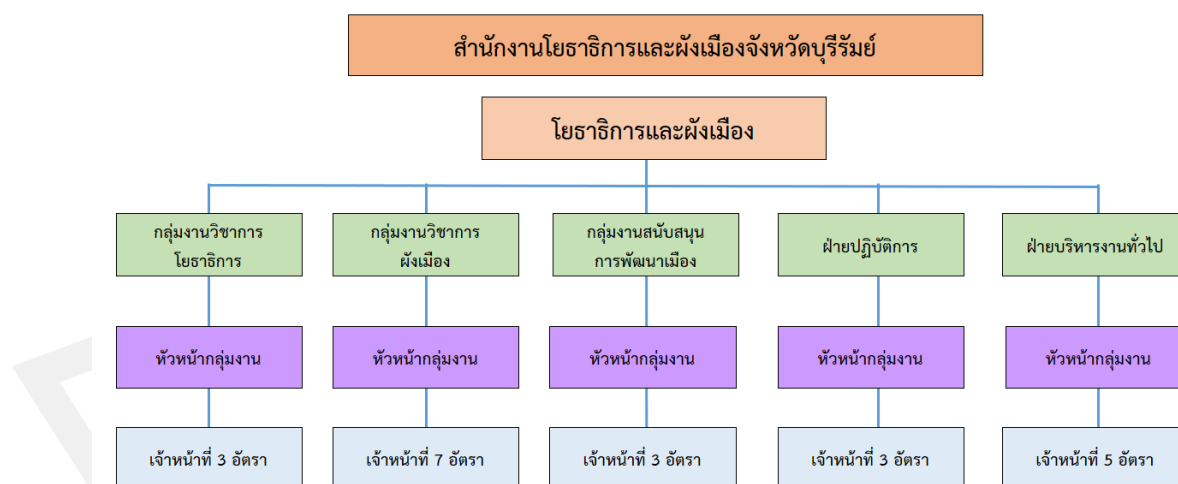 สำนักงานโยธาธิการและผังเมืองจังหวัดบุรีรัมย์
โยธาธิการและผังเมือง
กลุ่มงานวิชาการ
โยธาธิการ
กลุ่มงานวิชาการ
ผังเมือง
กลุ่มงานสนับสนุน
การพัฒนาเมือง
ฝ่ายปฏิบัติการ
ฝ่ายบริหารงานทั่วไป
หัวหน้ากลุ่มงาน
หัวหน้ากลุ่มงาน
หัวหน้ากลุ่มงาน
หัวหน้ากลุ่มงาน
หัวหน้ากลุ่มงาน
เจ้าหน้าที่ 3 อัตรา
เจ้าหน้าที่ 7 อัตรา
เจ้าหน้าที่ 3 อัตรา
เจ้าหน้าที่ 3 อัตรา
เจ้าหน้าที่ 5 อัตรา